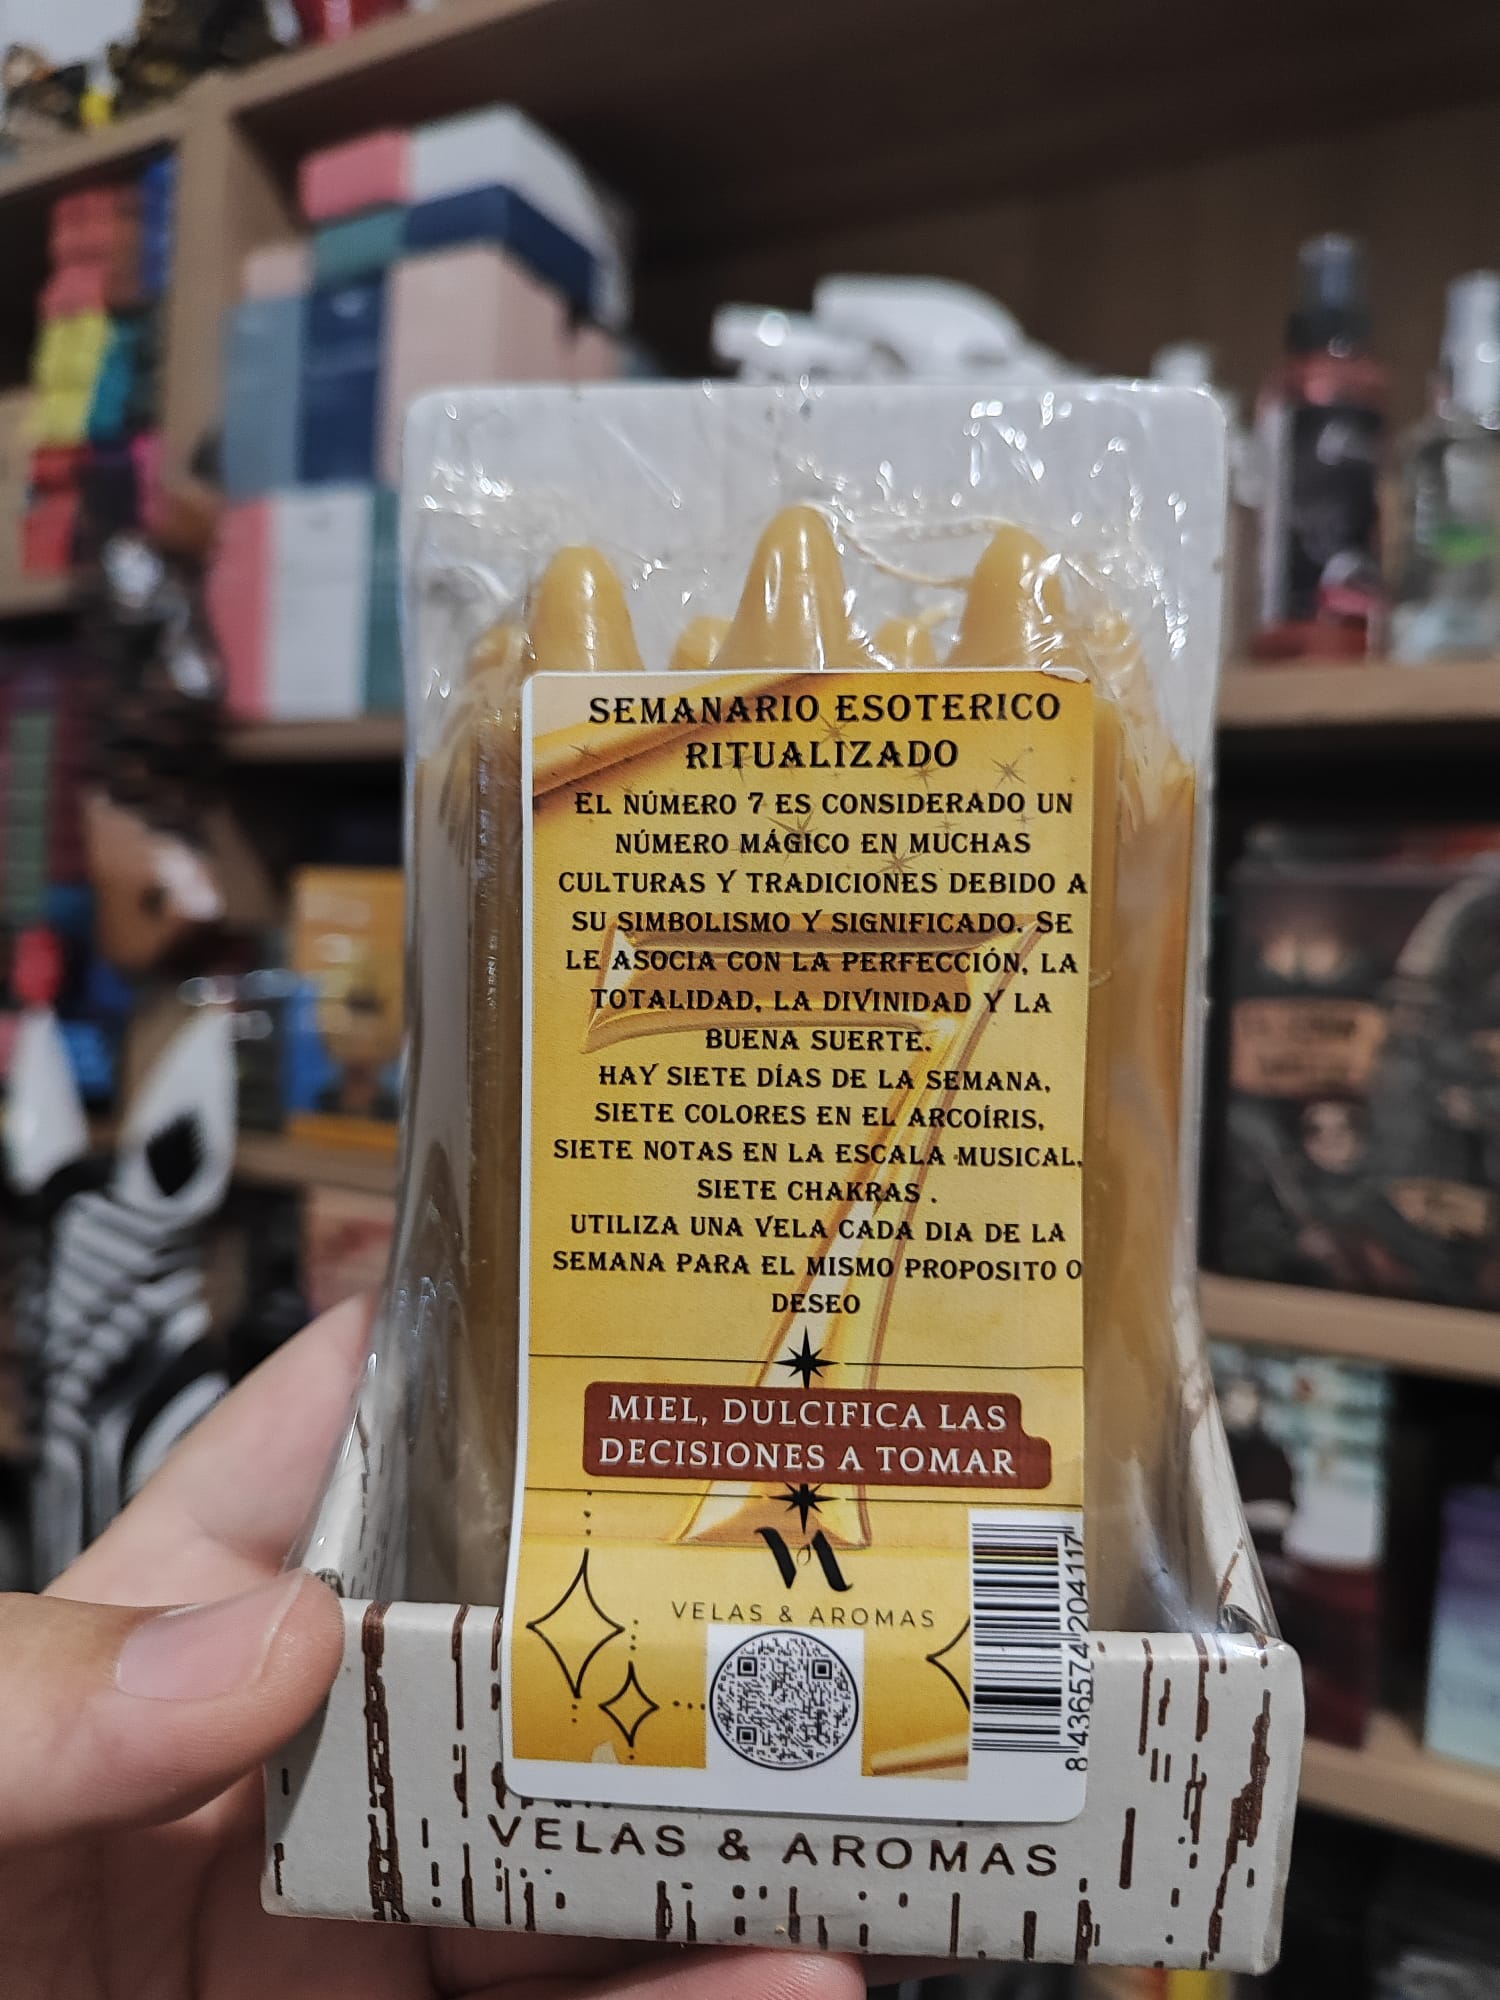 SEMANARIO ESOTERICO
RITUALIZADO
EL NÚMERO 7 ES CONSIDERADO UN
NÚMERO MÁGICO EN MUCHAS
CULTURAS Y TRADICIONES DEBIDO A
SU SIMBOLISMO Y SIGNIFICADO. SE
LE ASOCIA CON LA PERFECCIÓN, LA
TOTALIDAD, LA DIVINIDAD Y LA
BUENA SUERTE.
HAY SIETE DÍAS DE LA SEMANA,
SIETE COLORES EN EL ARCOÍRIS,
SIETE NOTAS EN LA ESCALA MUSICAL,
SIETE CHAKRAS .
UTILIZA UNA VELA CADA DIA DE LA
SEMANA PARA EL MISMO PROPOSITO O
DESEO
MIEL, DULCIFICA LAS
DECISIONES A TOMAR
VA
VELAS & AROMAS
8 436574 204117
VELAS & AROMAS